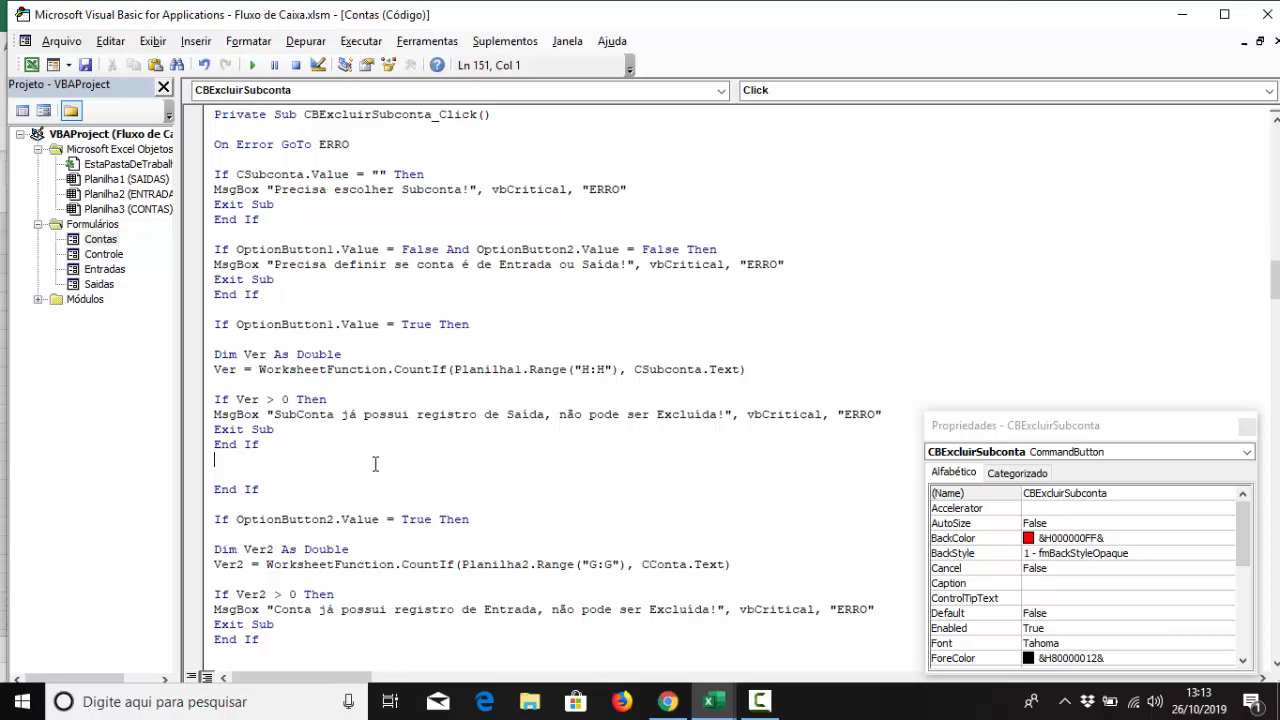 Microsoft Visual Basic for Applications - Fluxo de Caixa.xlsm - [Contas (Código)]
Arquivo Editar Exibir Inserir Formatar Depurar Executar Ferramentas Suplementos Janela Ajuda
Ln 151, Col 1
Projeto - VBAProject
VBAProject (Fluxo de Ca
Microsoft Excel Objetos
EstaPastaDeTrabalh
Planilha1 (SAIDAS)
Planilha2 (ENTRADA
Planilha3 (CONTAS)
Formulários
Contas
Controle
Entradas
Saidas
Módulos
CBExcluirSubconta Click
Private Sub CBExcluirSubconta_Click()
On Error GoTo ERRO
If CSubconta.Value = "" Then
MsgBox "Precisa escolher Subconta!", vbCritical, "ERRO"
Exit Sub
End If
If OptionButton1.Value = False And OptionButton2.Value = False Then
MsgBox "Precisa definir se conta é de Entrada ou Saída!", vbCritical, "ERRO"
Exit Sub
End If
If OptionButton1.Value = True Then
Dim Ver As Double
Ver = WorksheetFunction.CountIf(Planilha1.Range("H:H"), CSubconta.Text)
If Ver > 0 Then
MsgBox "SubConta já possui registro de Saída, não pode ser Excluída!", vbCritical, "ERRO"
Exit Sub
End If
End If
If OptionButton2.Value = True Then
Dim Ver2 As Double
Ver2 = WorksheetFunction.CountIf(Planilha2.Range("G:G"), CConta.Text)
If Ver2 > 0 Then
MsgBox "Conta já possui registro de Entrada, não pode ser Excluída!", vbCritical, "ERRO"
Exit Sub
End If
Propriedades - CBExcluirSubconta
CBExcluirSubconta CommandButton
Alfabético Categorizado
(Name) CBExcluirSubconta
Accelerator
AutoSize False
BackColor &H000000FF&
BackStyle 1 - fmBackStyleOpaque
Cancel False
Caption
ControlTipText
Default False
Enabled True
Font Tahoma
ForeColor &H80000012&
Digite aqui para pesquisar
13:13
26/10/2019
1